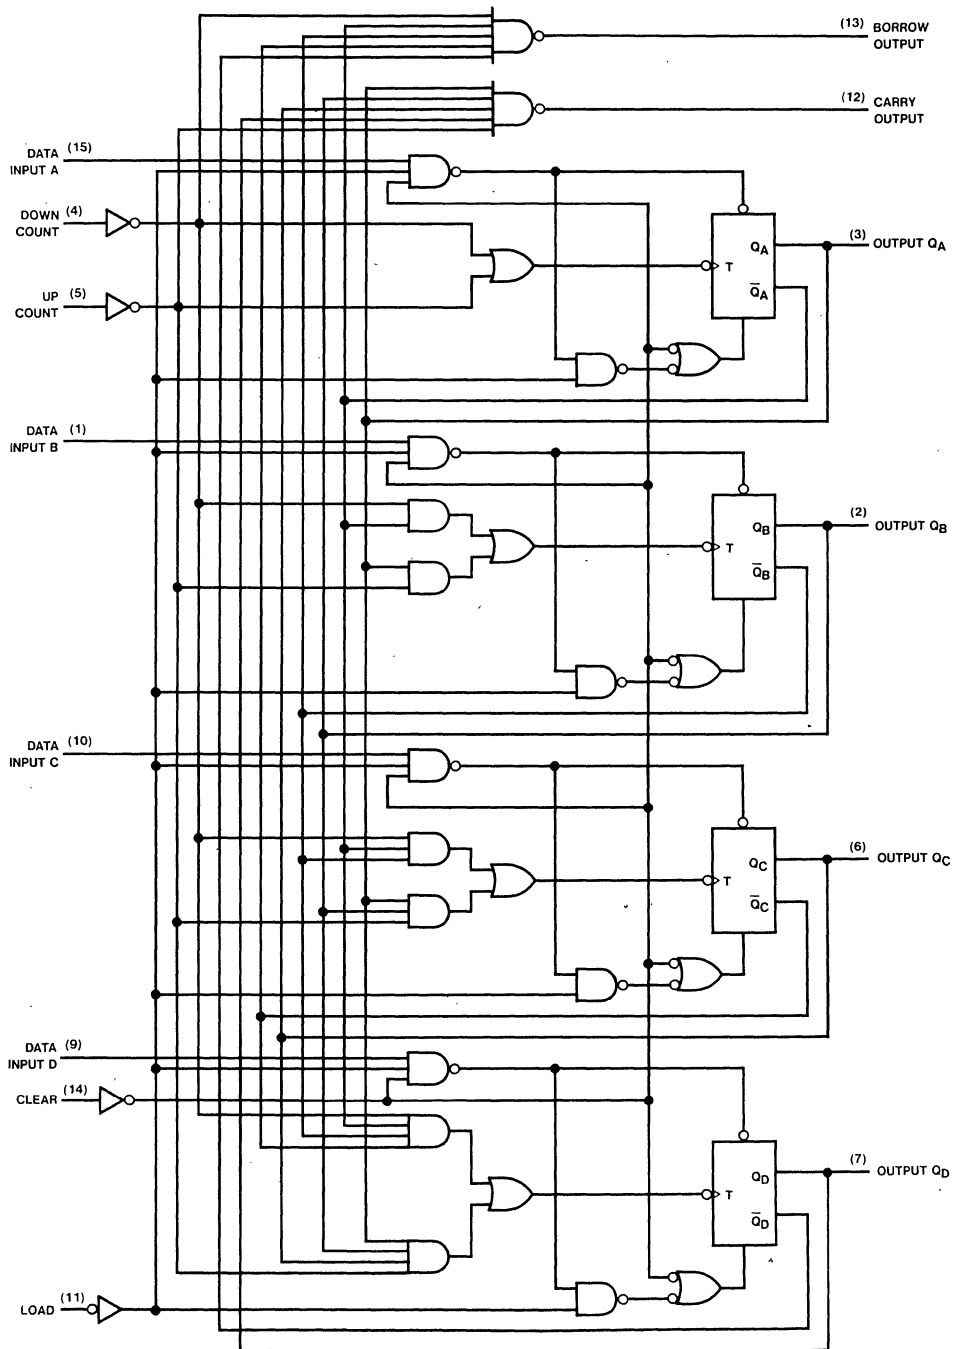 (13) BORROW
OUTPUT
(12) CARRY
OUTPUT
DATA (15)
INPUT A
DOWN (4)
COUNT
QA
(3) OUTPUT QA
T
Q̅A
UP (5)
COUNT
DATA (1)
INPUT B
QB
(2) OUTPUT QB
T
Q̅B
DATA (10)
INPUT C
QC
(6) OUTPUT QC
T
Q̅C
DATA (9)
INPUT D
CLEAR (14)
QD
(7) OUTPUT QD
T
Q̅D
LOAD (11)